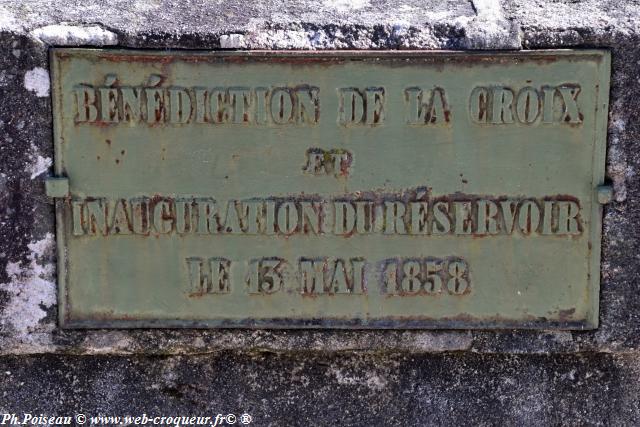 BÉNÉDICTION DE LA CROIX
ET
INAUGURATION DU RÉSERVOIR
LE 13 MAI 1858
Ph.Poiseau © www.web-croqueur.fr ®